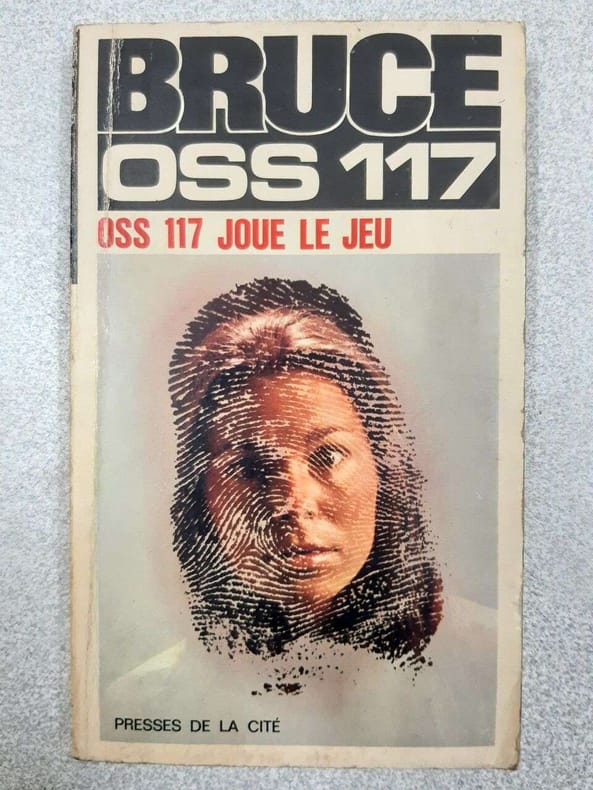 BRUCE
OSS 117
OSS 117 JOUE LE JEU
PRESSES DE LA CITÉ